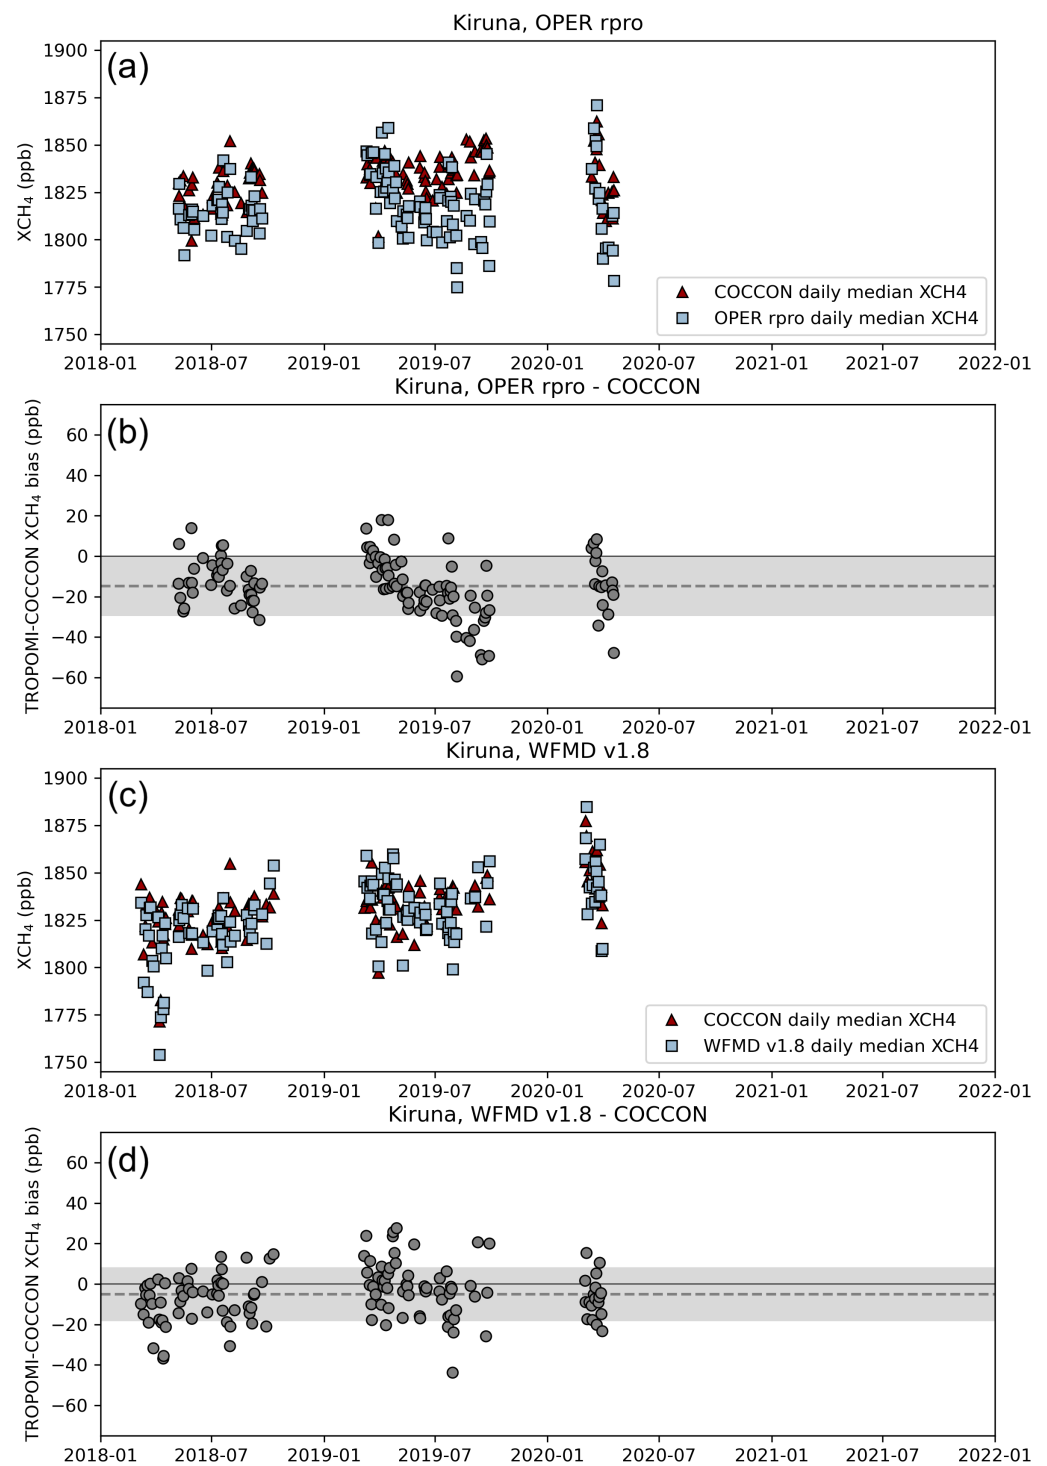 Kiruna, OPER rpro
(a)
1900
1875
1850
1825
1800
1775
1750
XCH₄ (ppb)
COCCON daily median XCH4
OPER rpro daily median XCH4
2018-01 2018-07 2019-01 2019-07 2020-01 2020-07 2021-01 2021-07 2022-01
Kiruna, OPER rpro - COCCON
(b)
60
40
20
0
−20
−40
−60
TROPOMI-COCCON XCH₄ bias (ppb)
2018-01 2018-07 2019-01 2019-07 2020-01 2020-07 2021-01 2021-07 2022-01
Kiruna, WFMD v1.8
(c)
1900
1875
1850
1825
1800
1775
1750
XCH₄ (ppb)
COCCON daily median XCH4
WFMD v1.8 daily median XCH4
2018-01 2018-07 2019-01 2019-07 2020-01 2020-07 2021-01 2021-07 2022-01
Kiruna, WFMD v1.8 - COCCON
(d)
60
40
20
0
−20
−40
−60
TROPOMI-COCCON XCH₄ bias (ppb)
2018-01 2018-07 2019-01 2019-07 2020-01 2020-07 2021-01 2021-07 2022-01